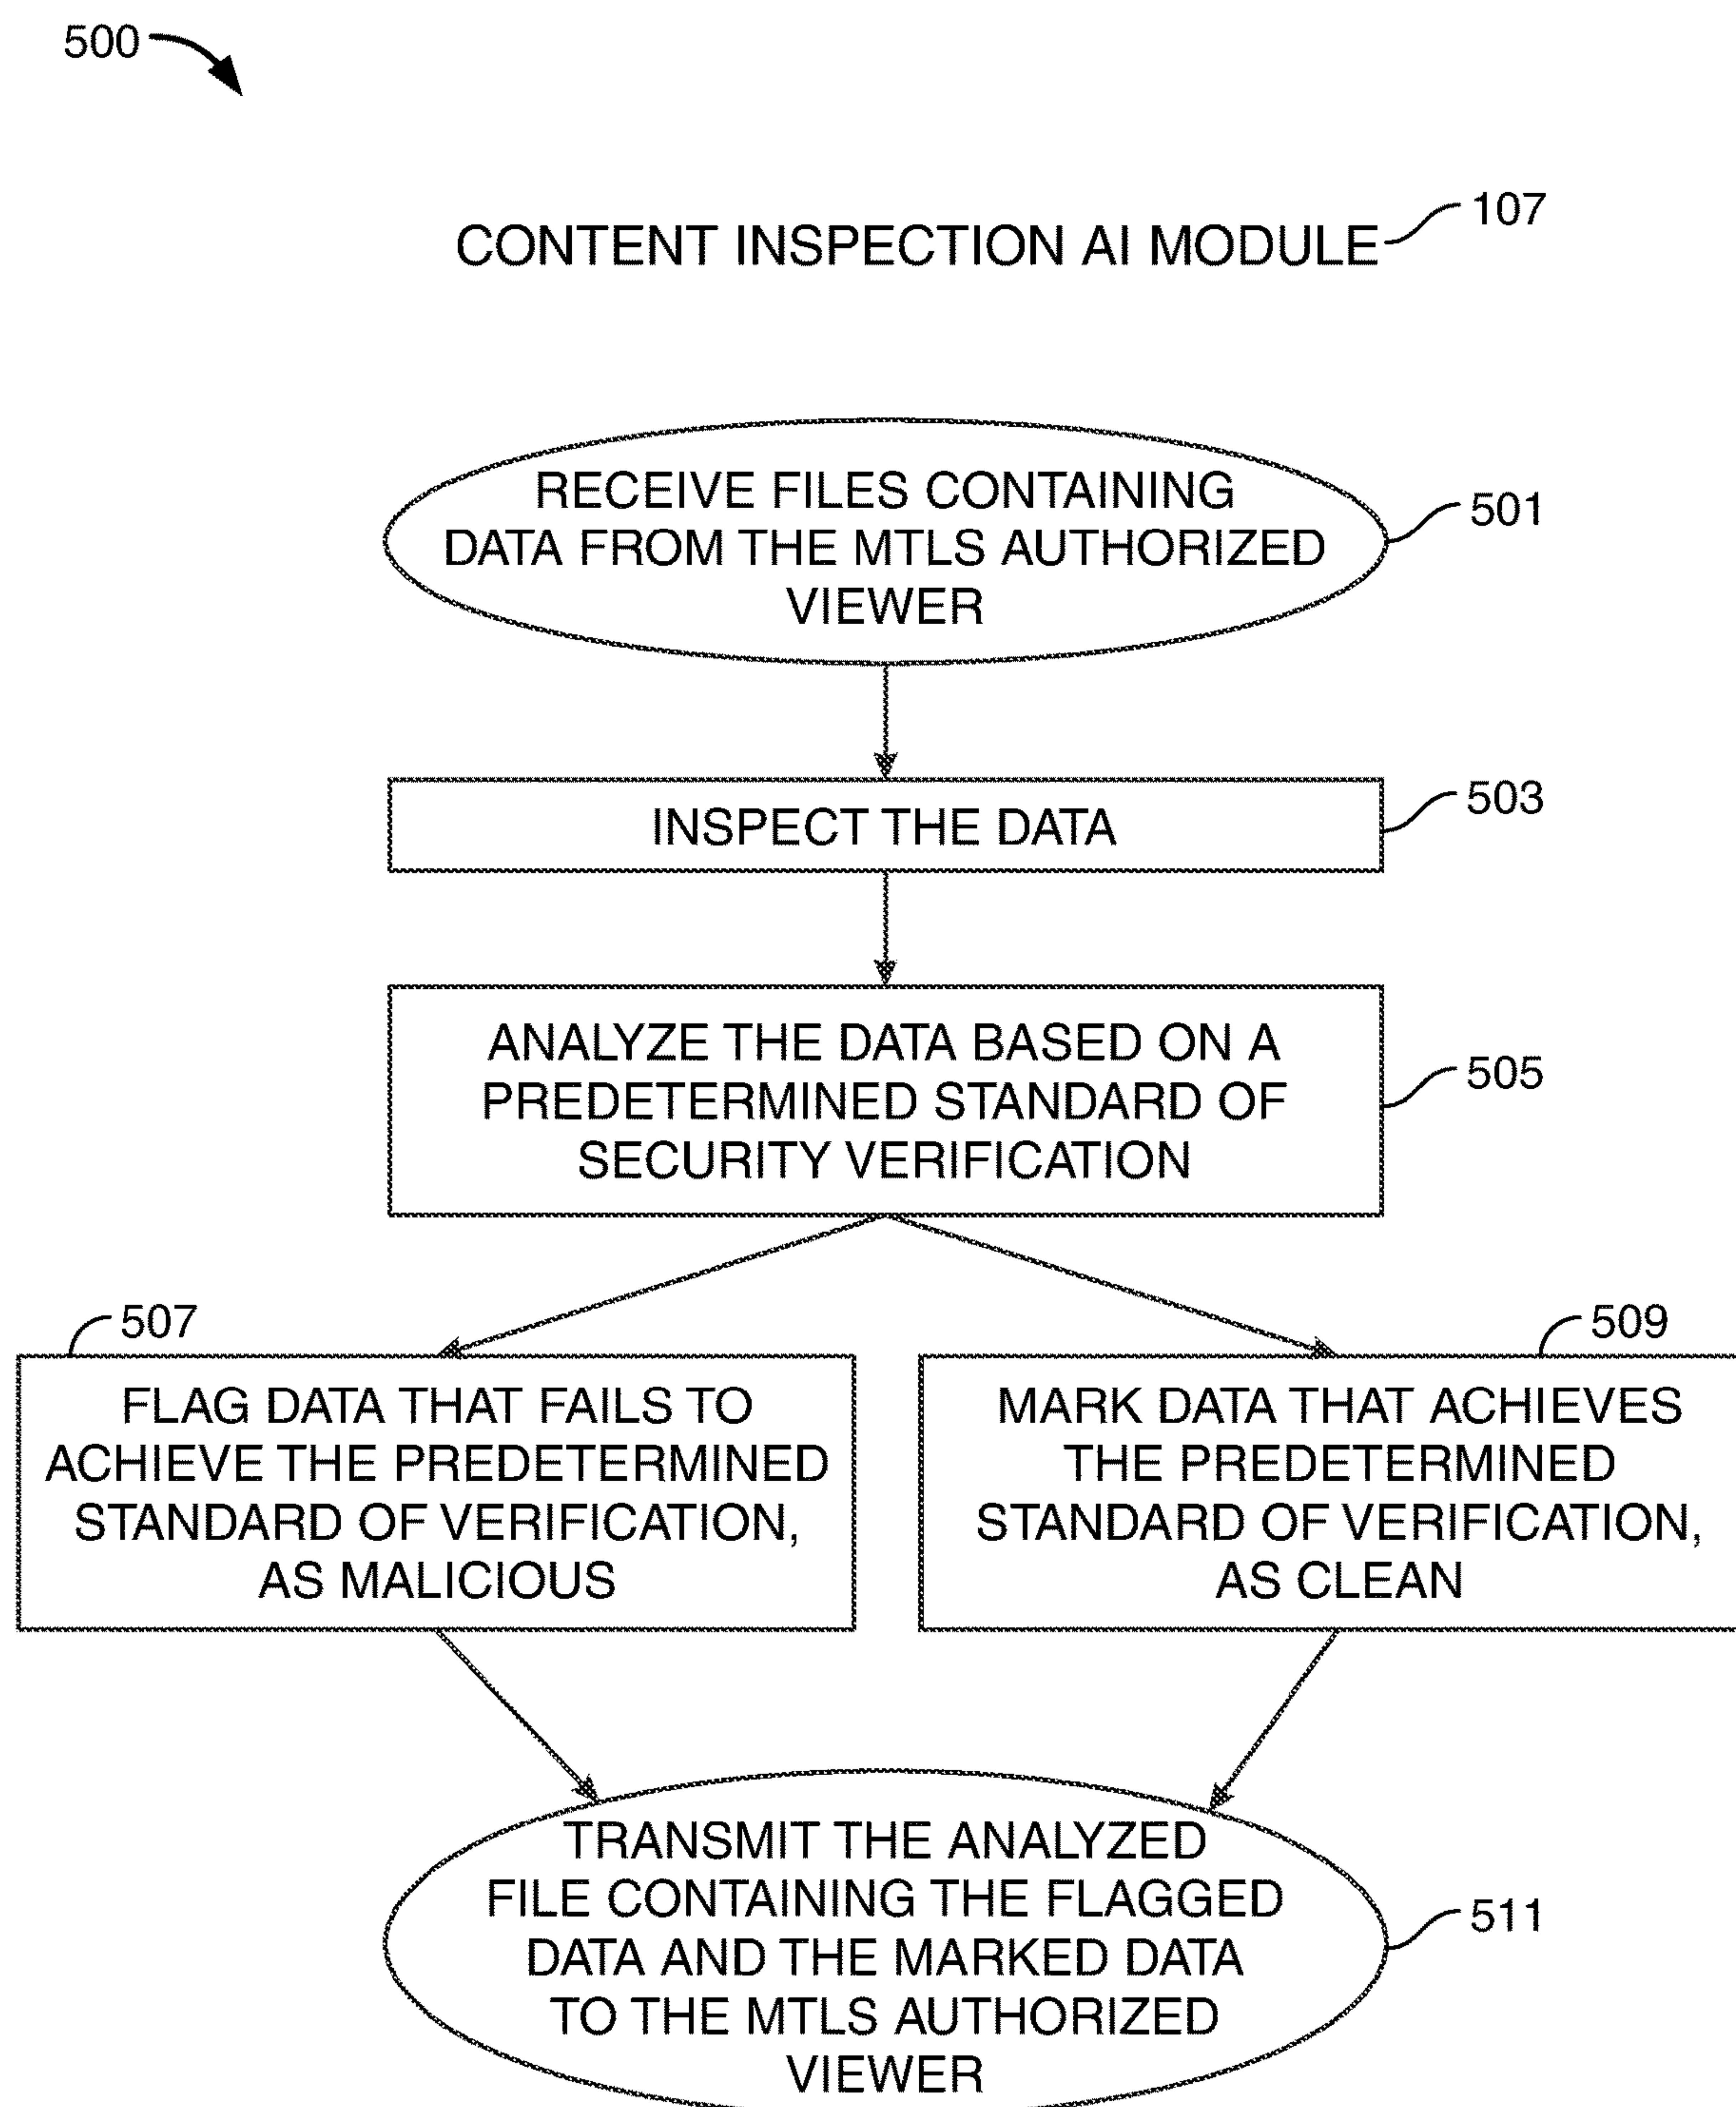 500
107
CONTENT INSPECTION AI MODULE
RECEIVE FILES CONTAINING
DATA FROM THE MTLS AUTHORIZED
VIEWER
501
INSPECT THE DATA
503
ANALYZE THE DATA BASED ON A
PREDETERMINED STANDARD OF
SECURITY VERIFICATION
505
507
FLAG DATA THAT FAILS TO
ACHIEVE THE PREDETERMINED
STANDARD OF VERIFICATION,
AS MALICIOUS
509
MARK DATA THAT ACHIEVES
THE PREDETERMINED
STANDARD OF VERIFICATION,
AS CLEAN
TRANSMIT THE ANALYZED
FILE CONTAINING THE FLAGGED
DATA AND THE MARKED DATA
TO THE MTLS AUTHORIZED
VIEWER
511